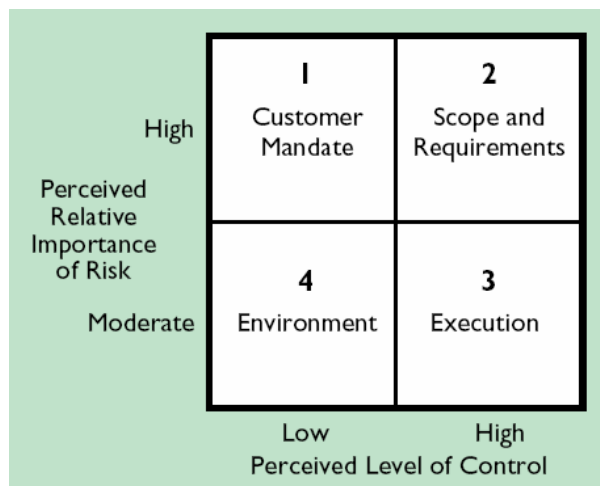 1
Customer
Mandate
2
Scope and
Requirements
High
Perceived
Relative
Importance
of Risk
Moderate
4
Environment
3
Execution
Low
High
Perceived Level of Control